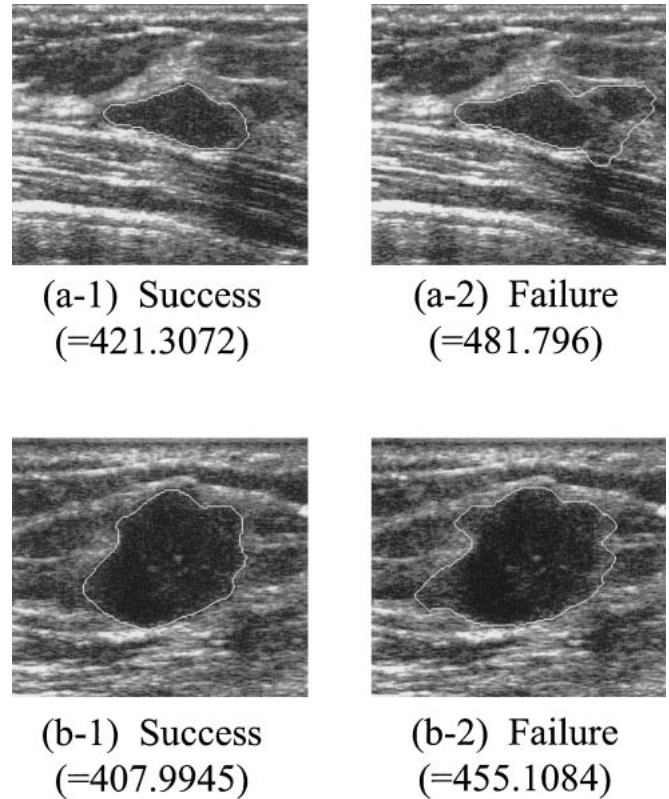 (a-1) Success
(=421.3072)
(a-2) Failure
(=481.796)
(b-1) Success
(=407.9945)
(b-2) Failure
(=455.1084)